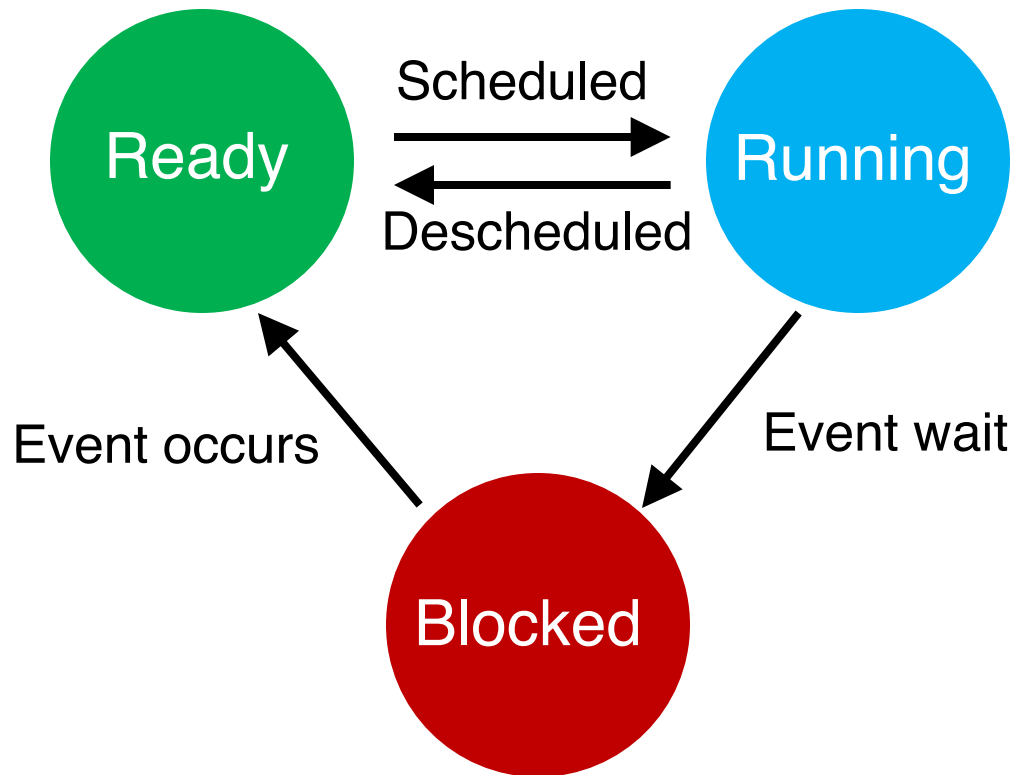 Scheduled
Ready
Running
Descheduled
Event occurs
Event wait
Blocked